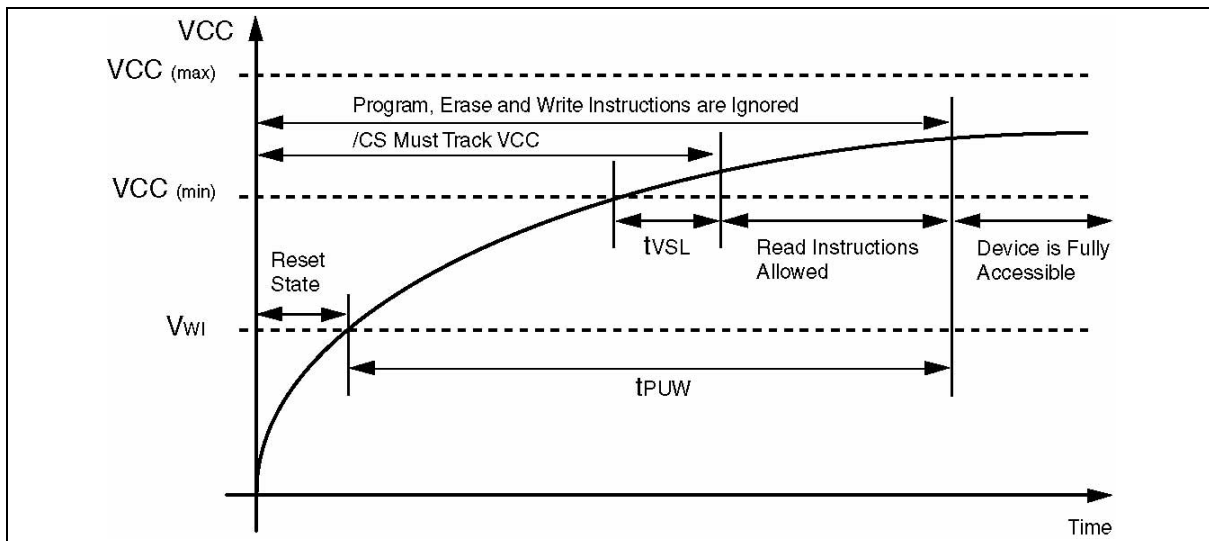 VCC
VCC (max)
Program, Erase and Write Instructions are Ignored
/CS Must Track VCC
VCC (min)
tVSL
Read Instructions
Allowed
Device is Fully
Accessible
Reset
State
VWI
tPUW
Time